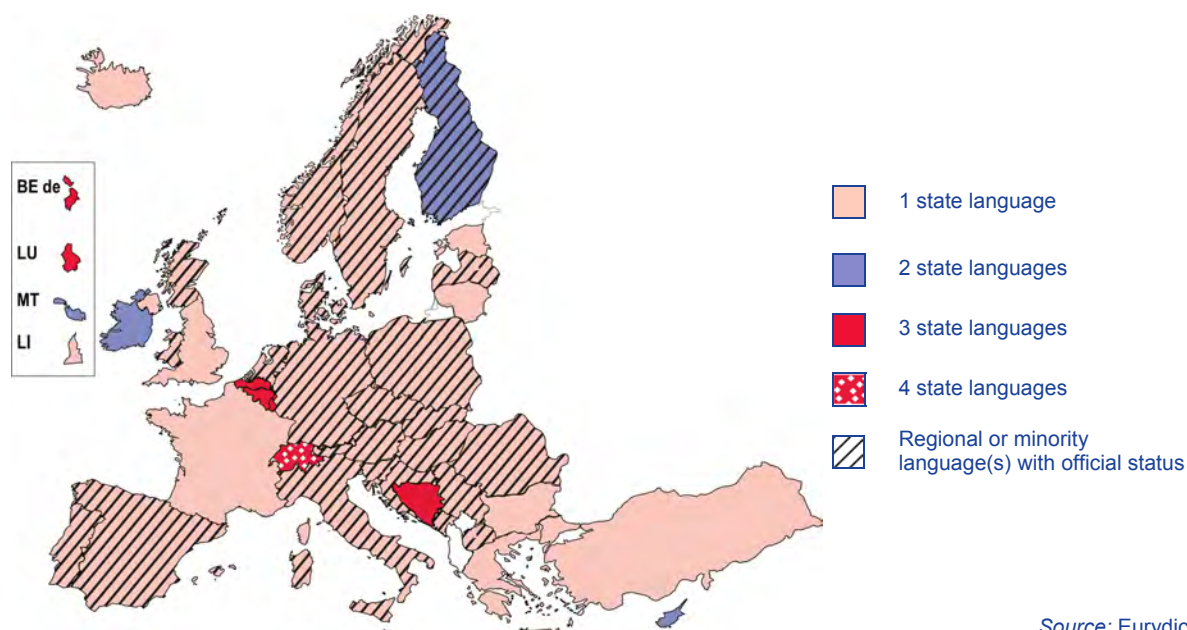 BE de
LU
MT
LI
1 state language
2 state languages
3 state languages
4 state languages
Regional or minority
language(s) with official status
Source: